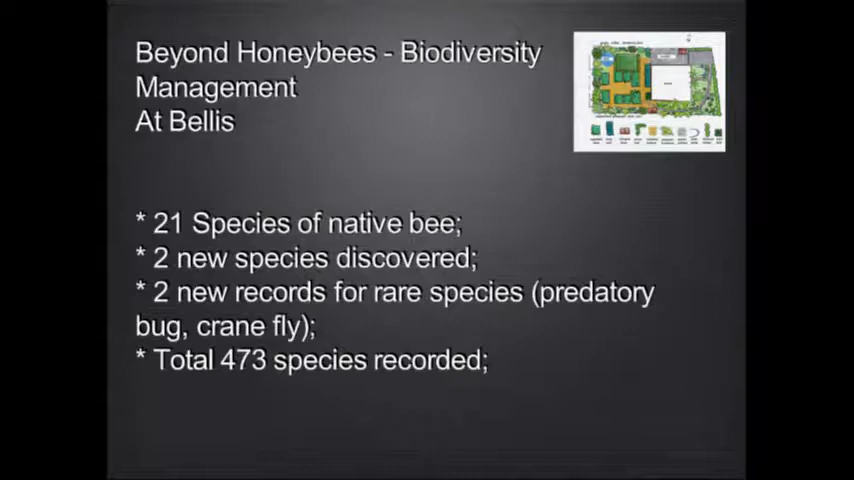 Beyond Honeybees - Biodiversity
Management
At Bellis
* 21 Species of native bee;
* 2 new species discovered;
* 2 new records for rare species (predatory
bug, crane fly);
* Total 473 species recorded;